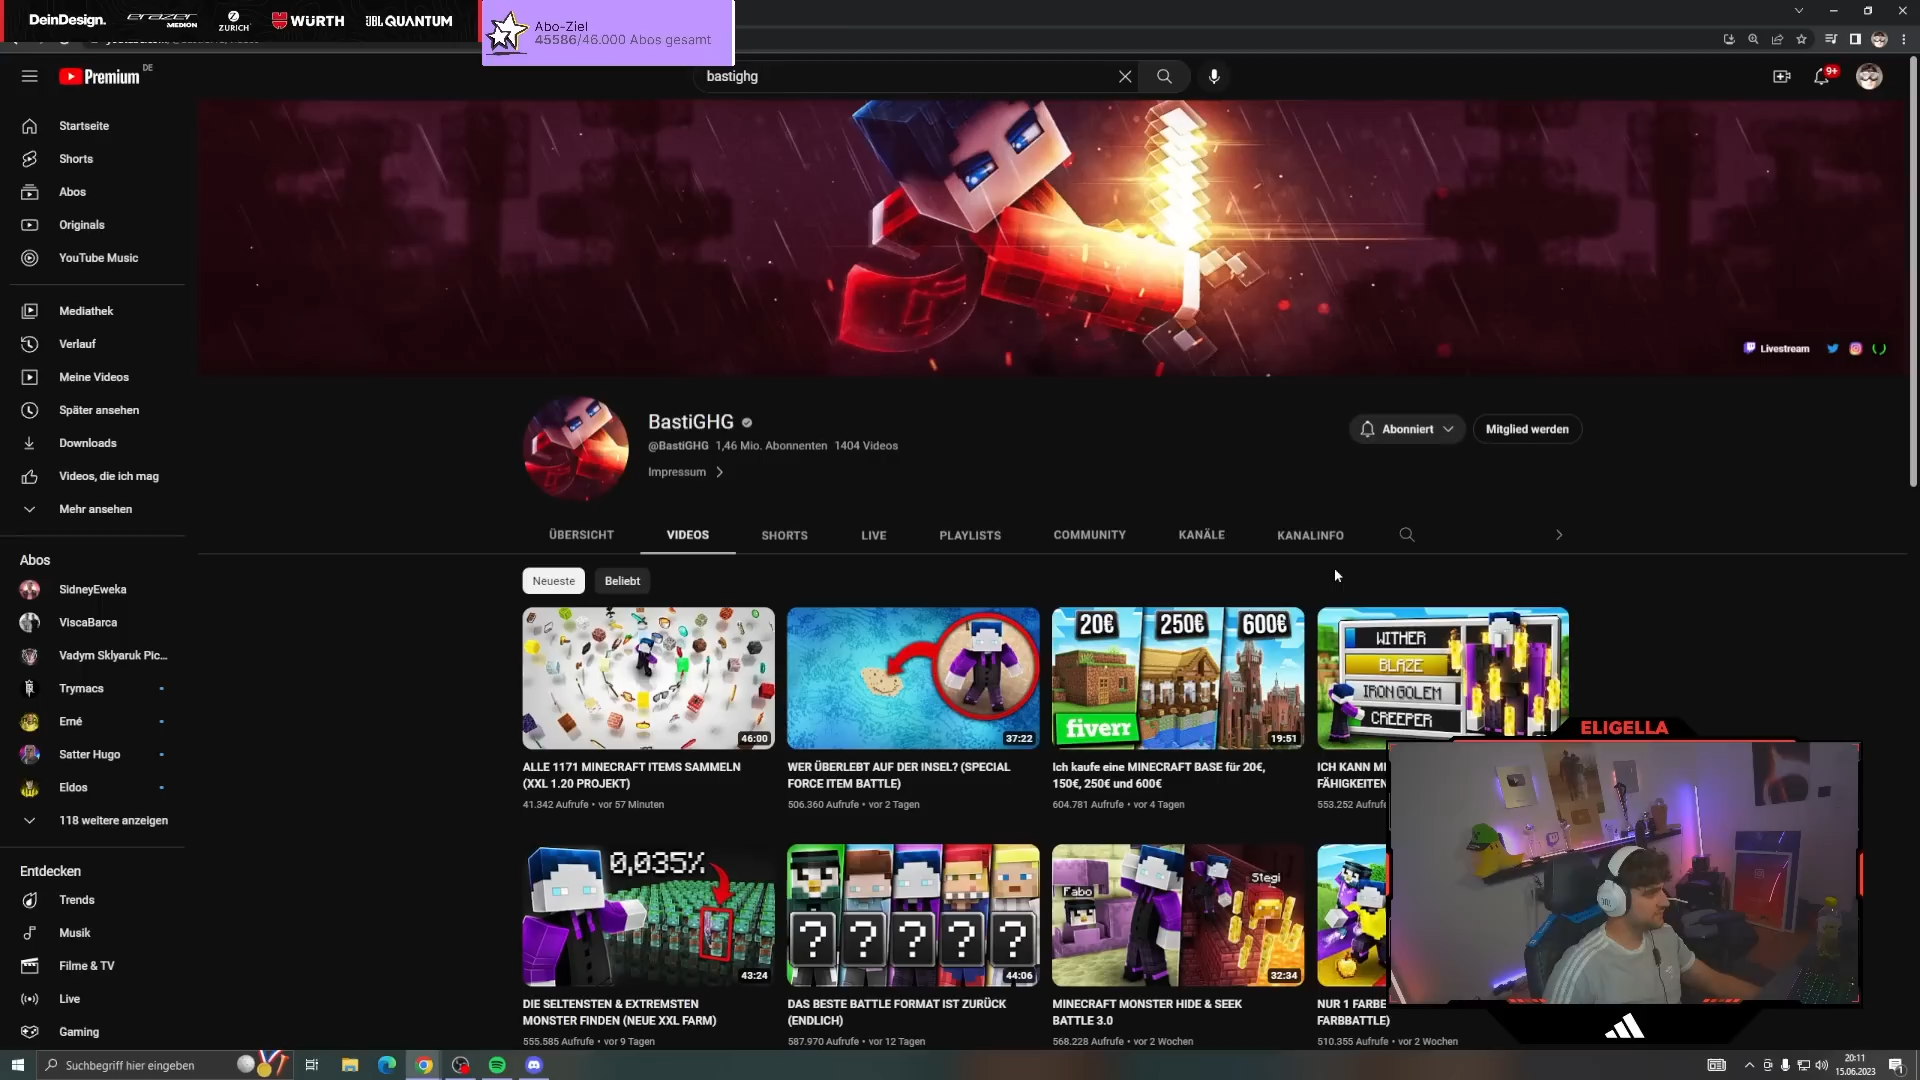 DeinDesign.
erazer
MEDION
ZURICH
WÜRTH
JBL QUANTUM
Abo-Ziel
45586/46.000 Abos gesamt
Premium
DE
bastighg
9+
Startseite
Shorts
Abos
Originals
YouTube Music
Mediathek
Verlauf
Meine Videos
Später ansehen
Downloads
Videos, die ich mag
Mehr ansehen
Abos
SidneyEweka
ViscaBarca
Vadym Sklyaruk Pic...
Trymacs
Emé
Satter Hugo
Eldos
118 weitere anzeigen
Entdecken
Trends
Musik
Filme & TV
Live
Gaming
Livestream
BastiGHG
@BastiGHG 1,46 Mio. Abonnenten 1404 Videos
Impressum
Abonniert
Mitglied werden
ÜBERSICHT
VIDEOS
SHORTS
LIVE
PLAYLISTS
COMMUNITY
KANÄLE
KANALINFO
Neueste
Beliebt
46:00
37:22
20€
250€
600€
fiverr
19:51
WITHER
BLAZE
IRON GOLEM
CREEPER
ALLE 1171 MINECRAFT ITEMS SAMMELN
(XXL 1.20 PROJEKT)
41.342 Aufrufe • vor 57 Minuten
WER ÜBERLEBT AUF DER INSEL? (SPECIAL
FORCE ITEM BATTLE)
506.360 Aufrufe • vor 2 Tagen
Ich kaufe eine MINECRAFT BASE für 20€,
150€, 250€ und 600€
604.781 Aufrufe • vor 4 Tagen
ICH KANN M
FÄHIGKEITEN
553.252 Aufrufe
ELIGELLA
0,035%
43:24
? ? ? ? ?
44:06
Fabo
Stegi
32:34
DIE SELTENSTEN & EXTREMSTEN
MONSTER FINDEN (NEUE XXL FARM)
555.585 Aufrufe • vor 9 Tagen
DAS BESTE BATTLE FORMAT IST ZURÜCK
(ENDLICH)
587.970 Aufrufe • vor 12 Tagen
MINECRAFT MONSTER HIDE & SEEK
BATTLE 3.0
568.228 Aufrufe • vor 2 Wochen
NUR 1 FARBE
FARBBATTLE)
510.355 Aufrufe • vor 2 Wochen
Suchbegriff hier eingeben
20:11
15.06.2023